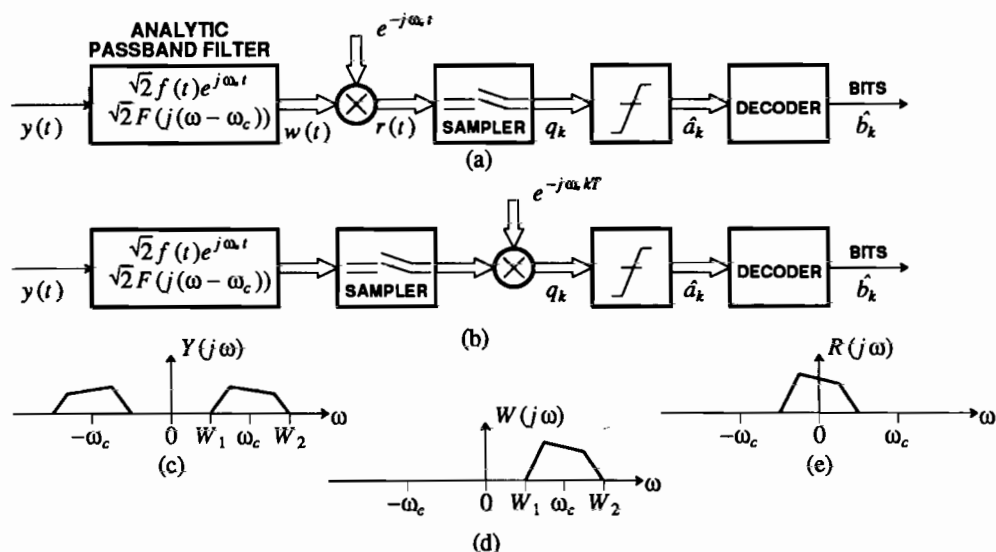 ANALYTIC
PASSBAND FILTER
e^{-jω_c t}
√2 f(t)e^{jω_c t}
√2 F(j(ω − ω_c))
SAMPLER
DECODER
BITS
y(t)
w(t)
r(t)
q_k
â_k
b̂_k
(a)
e^{-jω_c kT}
√2 f(t)e^{jω_c t}
√2 F(j(ω − ω_c))
SAMPLER
DECODER
BITS
y(t)
q_k
â_k
b̂_k
(b)
Y(jω)
−ω_c 0 W_1 ω_c W_2 ω
(c)
W(jω)
−ω_c 0 W_1 ω_c W_2 ω
(d)
R(jω)
−ω_c 0 ω_c ω
(e)